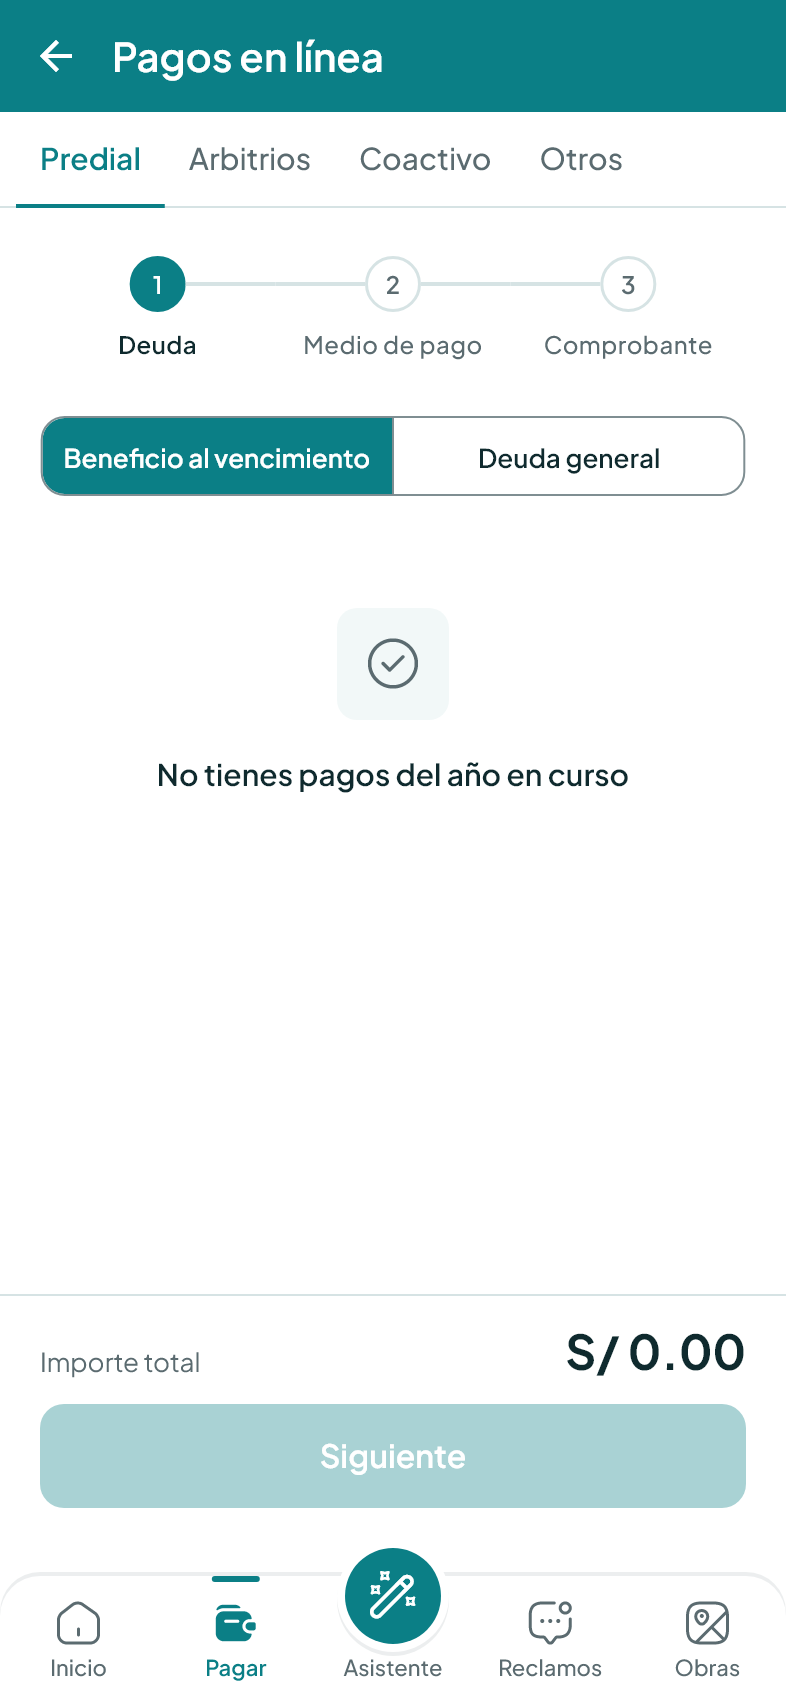 Pagos en línea
Predial Arbitrios Coactivo Otros
1 2 3
Deuda Medio de pago Comprobante
Beneficio al vencimiento Deuda general
No tienes pagos del año en curso
Importe total S/ 0.00
Siguiente
Inicio Pagar Asistente Reclamos Obras